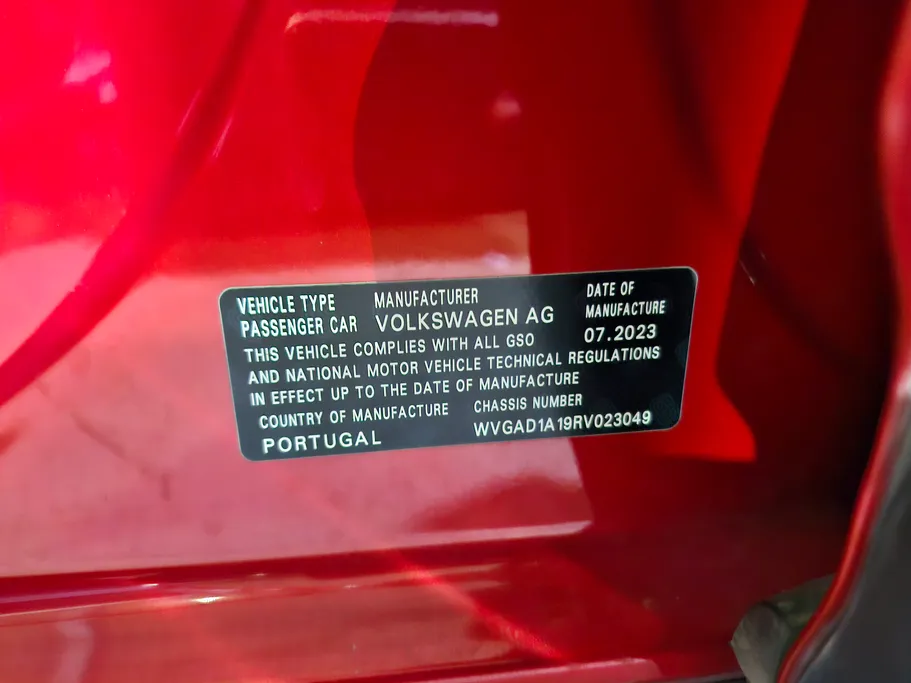 VEHICLE TYPE MANUFACTURER DATE OF MANUFACTURE
PASSENGER CAR VOLKSWAGEN AG 07.2023
THIS VEHICLE COMPLIES WITH ALL GSO
AND NATIONAL MOTOR VEHICLE TECHNICAL REGULATIONS
IN EFFECT UP TO THE DATE OF MANUFACTURE
COUNTRY OF MANUFACTURE CHASSIS NUMBER
PORTUGAL WVGAD1A19RV023049